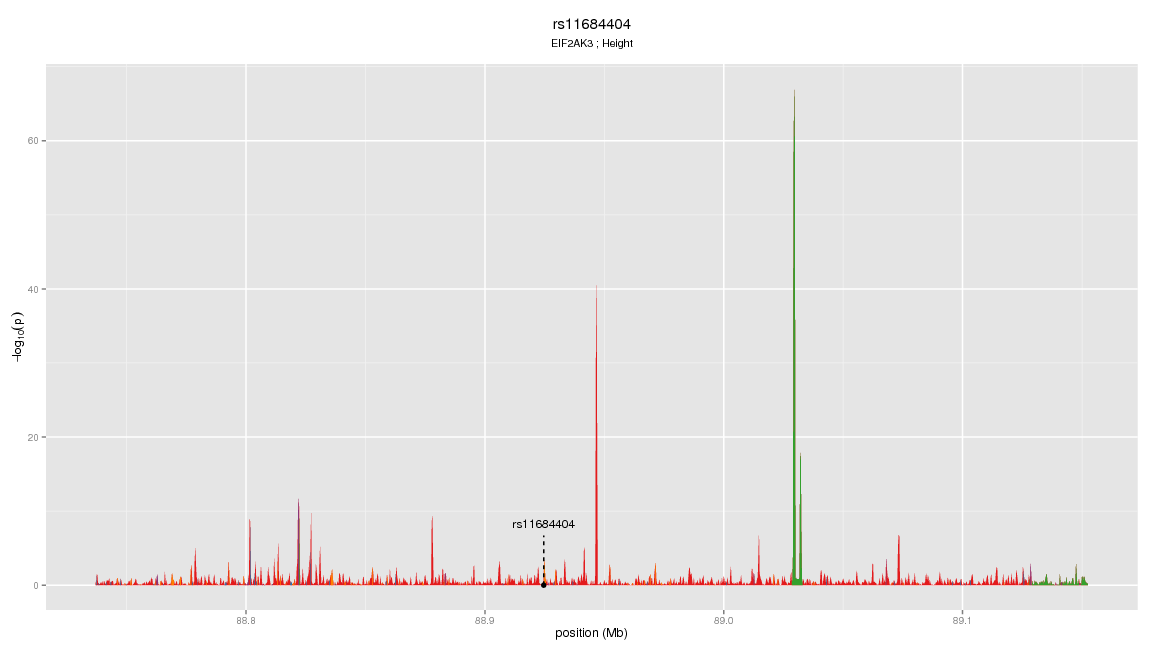 rs11684404
EIF2AK3 ; Height
60
40
20
0
−log10(p)
rs11684404
88.8
88.9
89.0
89.1
position (Mb)